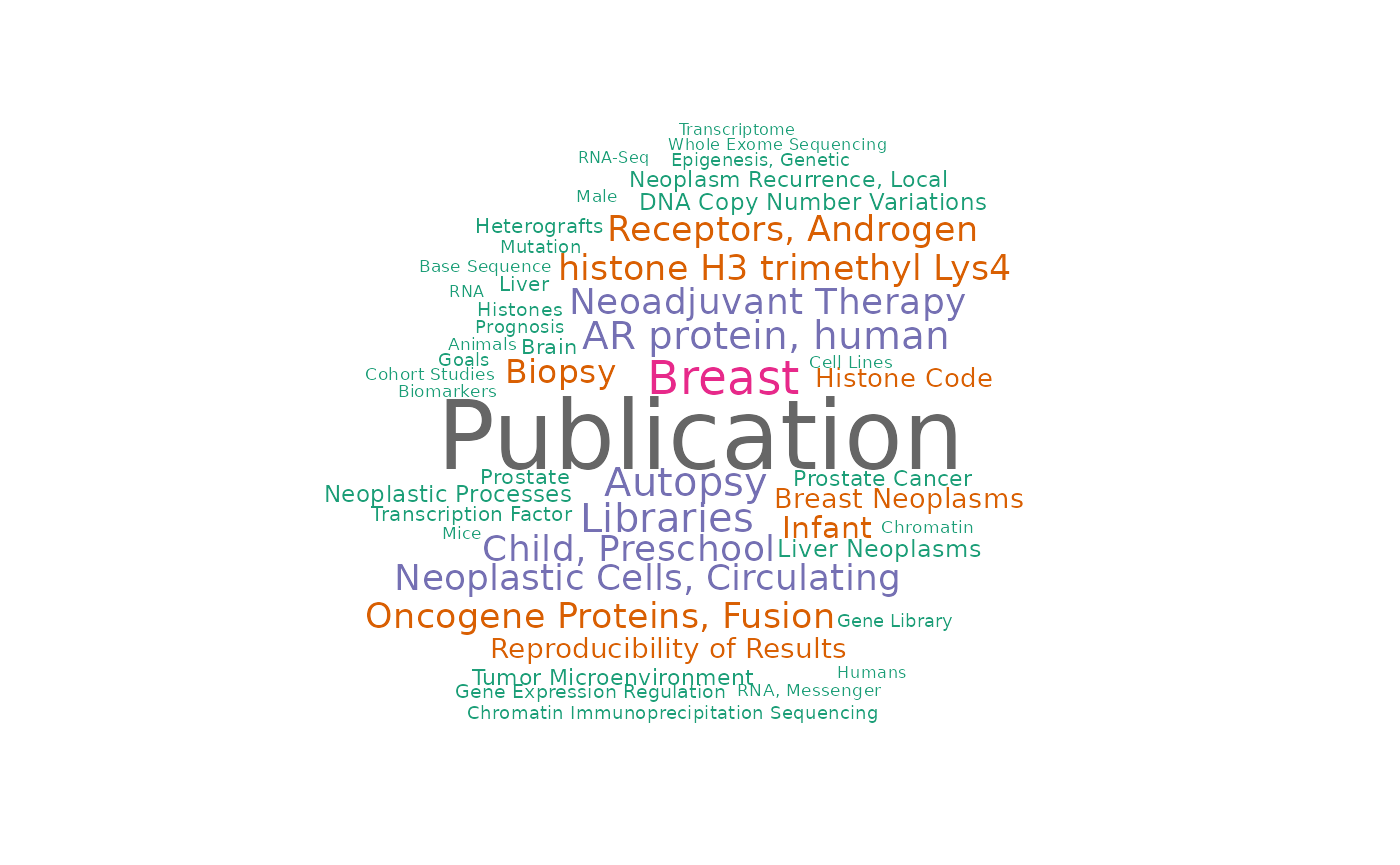 Transcriptome
Whole Exome Sequencing
RNA-Seq
Epigenesis, Genetic
Neoplasm Recurrence, Local
Male
DNA Copy Number Variations
Heterografts
Receptors, Androgen
Mutation
Base Sequence
histone H3 trimethyl Lys4
Liver
RNA
Neoadjuvant Therapy
Histones
Prognosis
AR protein, human
Animals
Brain
Goals
Cell Lines
Cohort Studies
Biopsy
Breast
Histone Code
Biomarkers
Publication
Prostate
Autopsy
Prostate Cancer
Neoplastic Processes
Breast Neoplasms
Transcription Factor
Libraries
Infant
Chromatin
Mice
Child, Preschool
Liver Neoplasms
Neoplastic Cells, Circulating
Oncogene Proteins, Fusion
Gene Library
Reproducibility of Results
Humans
Tumor Microenvironment
Gene Expression Regulation
RNA, Messenger
Chromatin Immunoprecipitation Sequencing